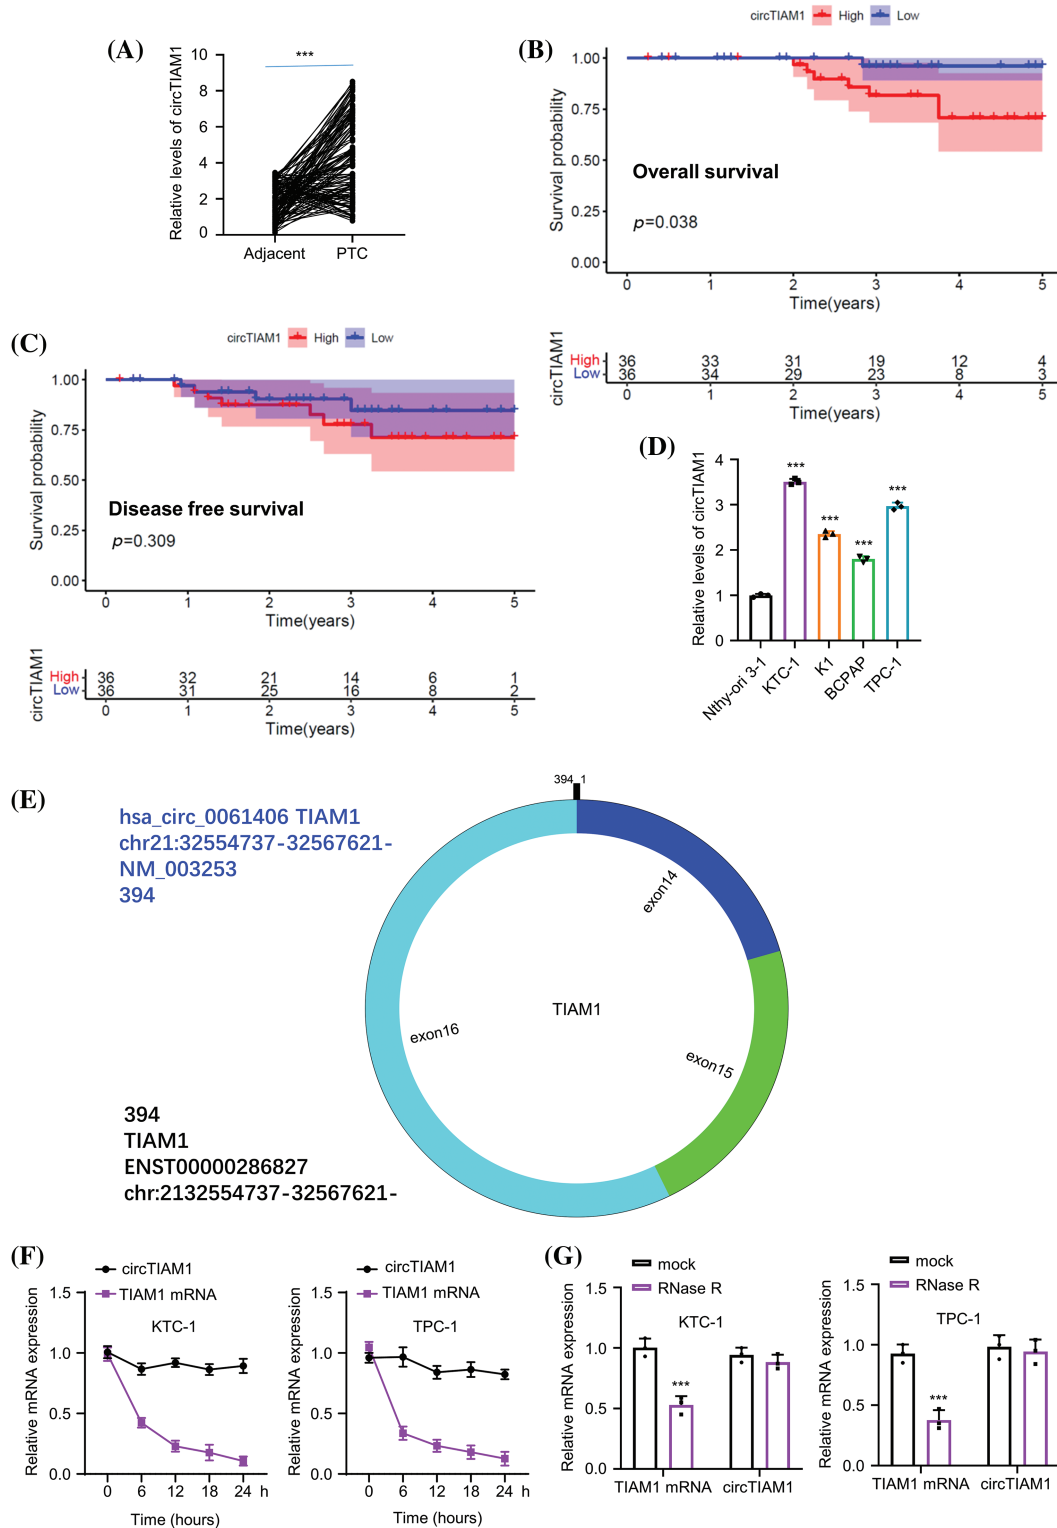 (A)
Relative levels of circTIAM1
10
8
6
4
2
0
***
Adjacent PTC
(B)
circTIAM1 High Low
Survival probability
1.00
0.75
0.50
0.25
0.00
Overall survival
p=0.038
0 1 2 3 4 5
Time(years)
circTIAM1
High 36 33 31 19 12 4
Low 36 34 29 23 8 3
0 1 2 3 4 5
Time(years)
(C)
circTIAM1 High Low
Survival probability
1.00
0.75
0.50
0.25
0.00
Disease free survival
p=0.309
0 1 2 3 4 5
Time(years)
circTIAM1
High 36 32 21 14 6 1
Low 36 31 25 16 8 2
0 1 2 3 4 5
Time(years)
(D)
Relative levels of circTIAM1
4
3
2
1
0
***
***
***
***
Nthy-ori 3-1 KTC-1 K1 BCPAP TPC-1
(E)
hsa_circ_0061406 TIAM1
chr21:32554737-32567621-
NM_003253
394
394 1
exon14
TIAM1
exon16
exon15
394
TIAM1
ENST00000286827
chr:2132554737-32567621-
(F)
circTIAM1
TIAM1 mRNA
KTC-1
Relative mRNA expression
1.5
1.0
0.5
0.0
0 6 12 18 24 h
Time (hours)
circTIAM1
TIAM1 mRNA
TPC-1
Relative mRNA expression
1.5
1.0
0.5
0.0
0 6 12 18 24 h
Time (hours)
(G)
mock
RNase R
KTC-1
Relative mRNA expression
1.5
1.0
0.5
0.0
***
TIAM1 mRNA circTIAM1
mock
RNase R
TPC-1
Relative mRNA expression
1.5
1.0
0.5
0.0
***
TIAM1 mRNA circTIAM1